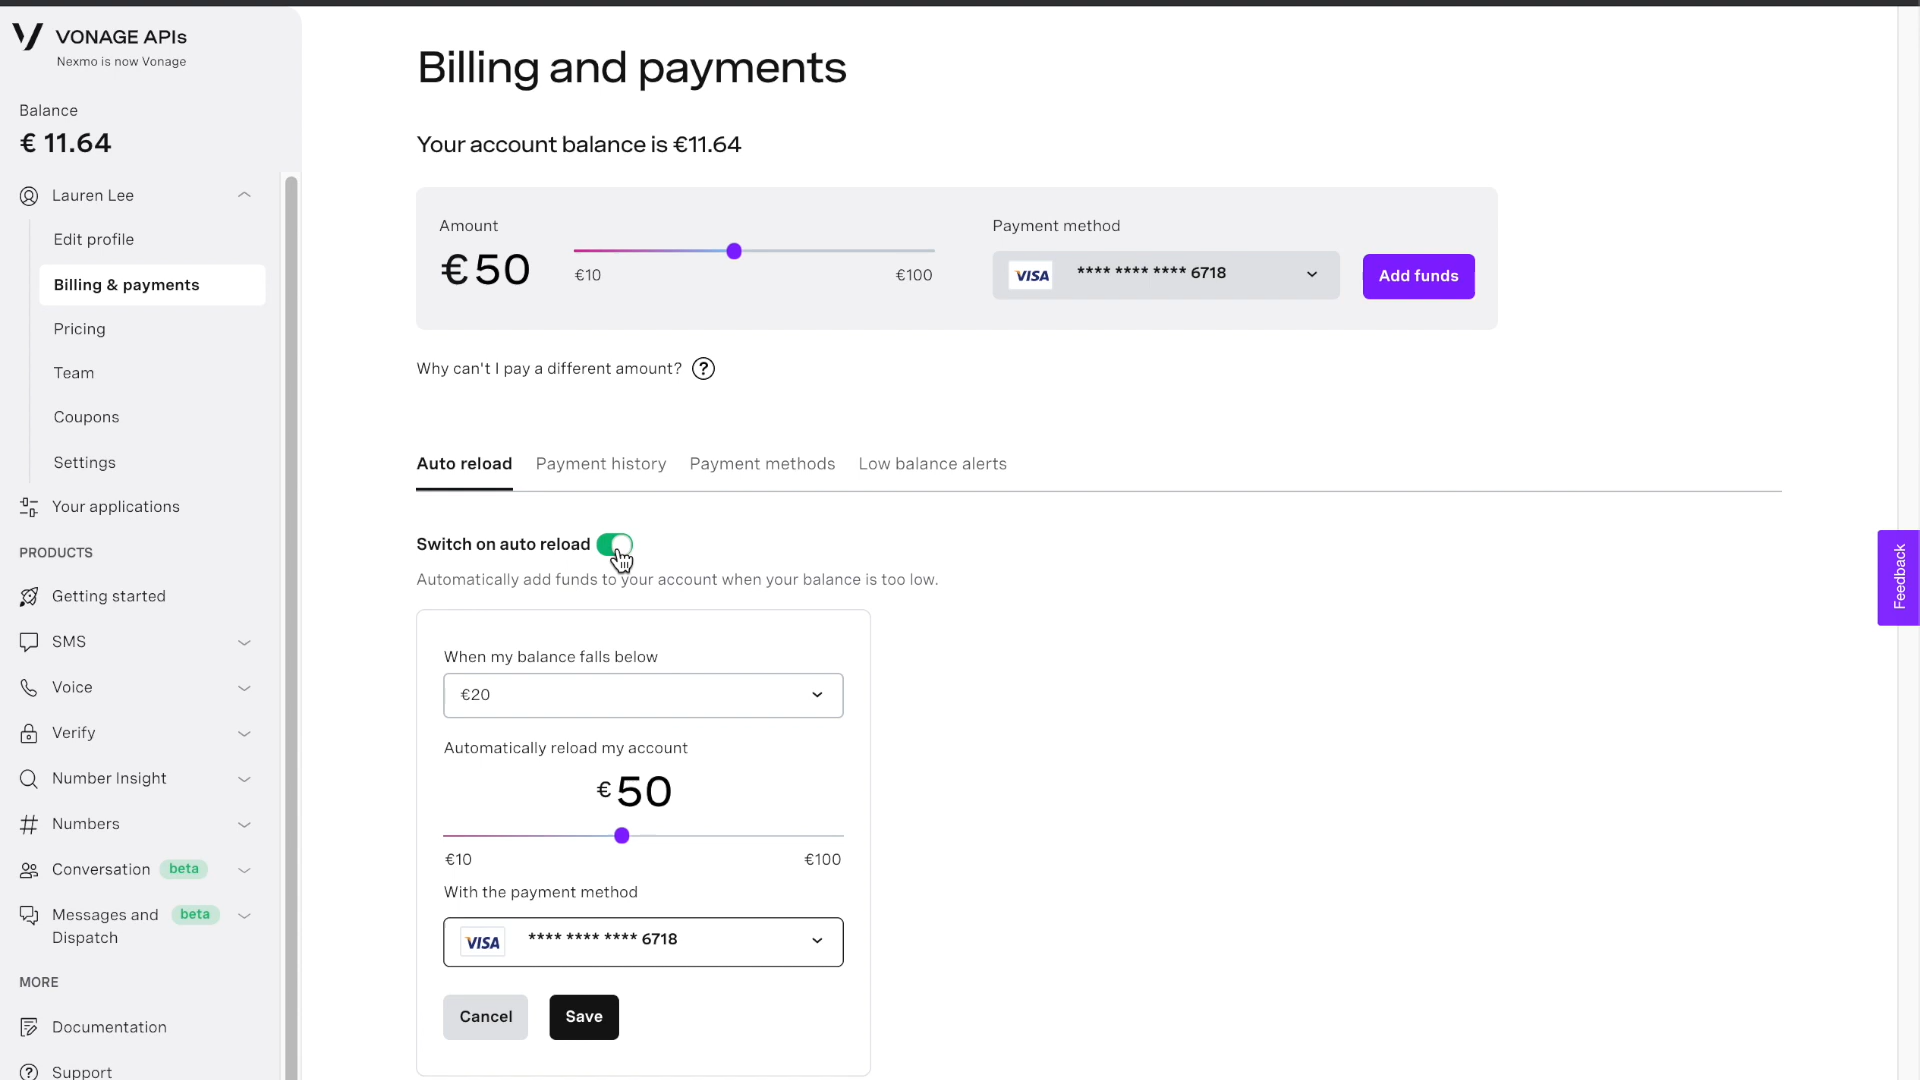 VONAGE APIs
Nexmo is now Vonage
Balance
€ 11.64
Lauren Lee
Edit profile
Billing & payments
Pricing
Team
Coupons
Settings
Your applications
PRODUCTS
Getting started
SMS
Voice
Verify
Number Insight
Numbers
Conversation beta
Messages and beta
Dispatch
MORE
Documentation
Support
Billing and payments
Your account balance is €11.64
Amount
€50
€10 €100
Payment method
VISA **** **** **** 6718
Add funds
Why can't I pay a different amount? ?
Auto reload Payment history Payment methods Low balance alerts
Switch on auto reload
Automatically add funds to your account when your balance is too low.
When my balance falls below
€20
Automatically reload my account
€50
€10 €100
With the payment method
VISA **** **** **** 6718
Cancel Save
Feedback